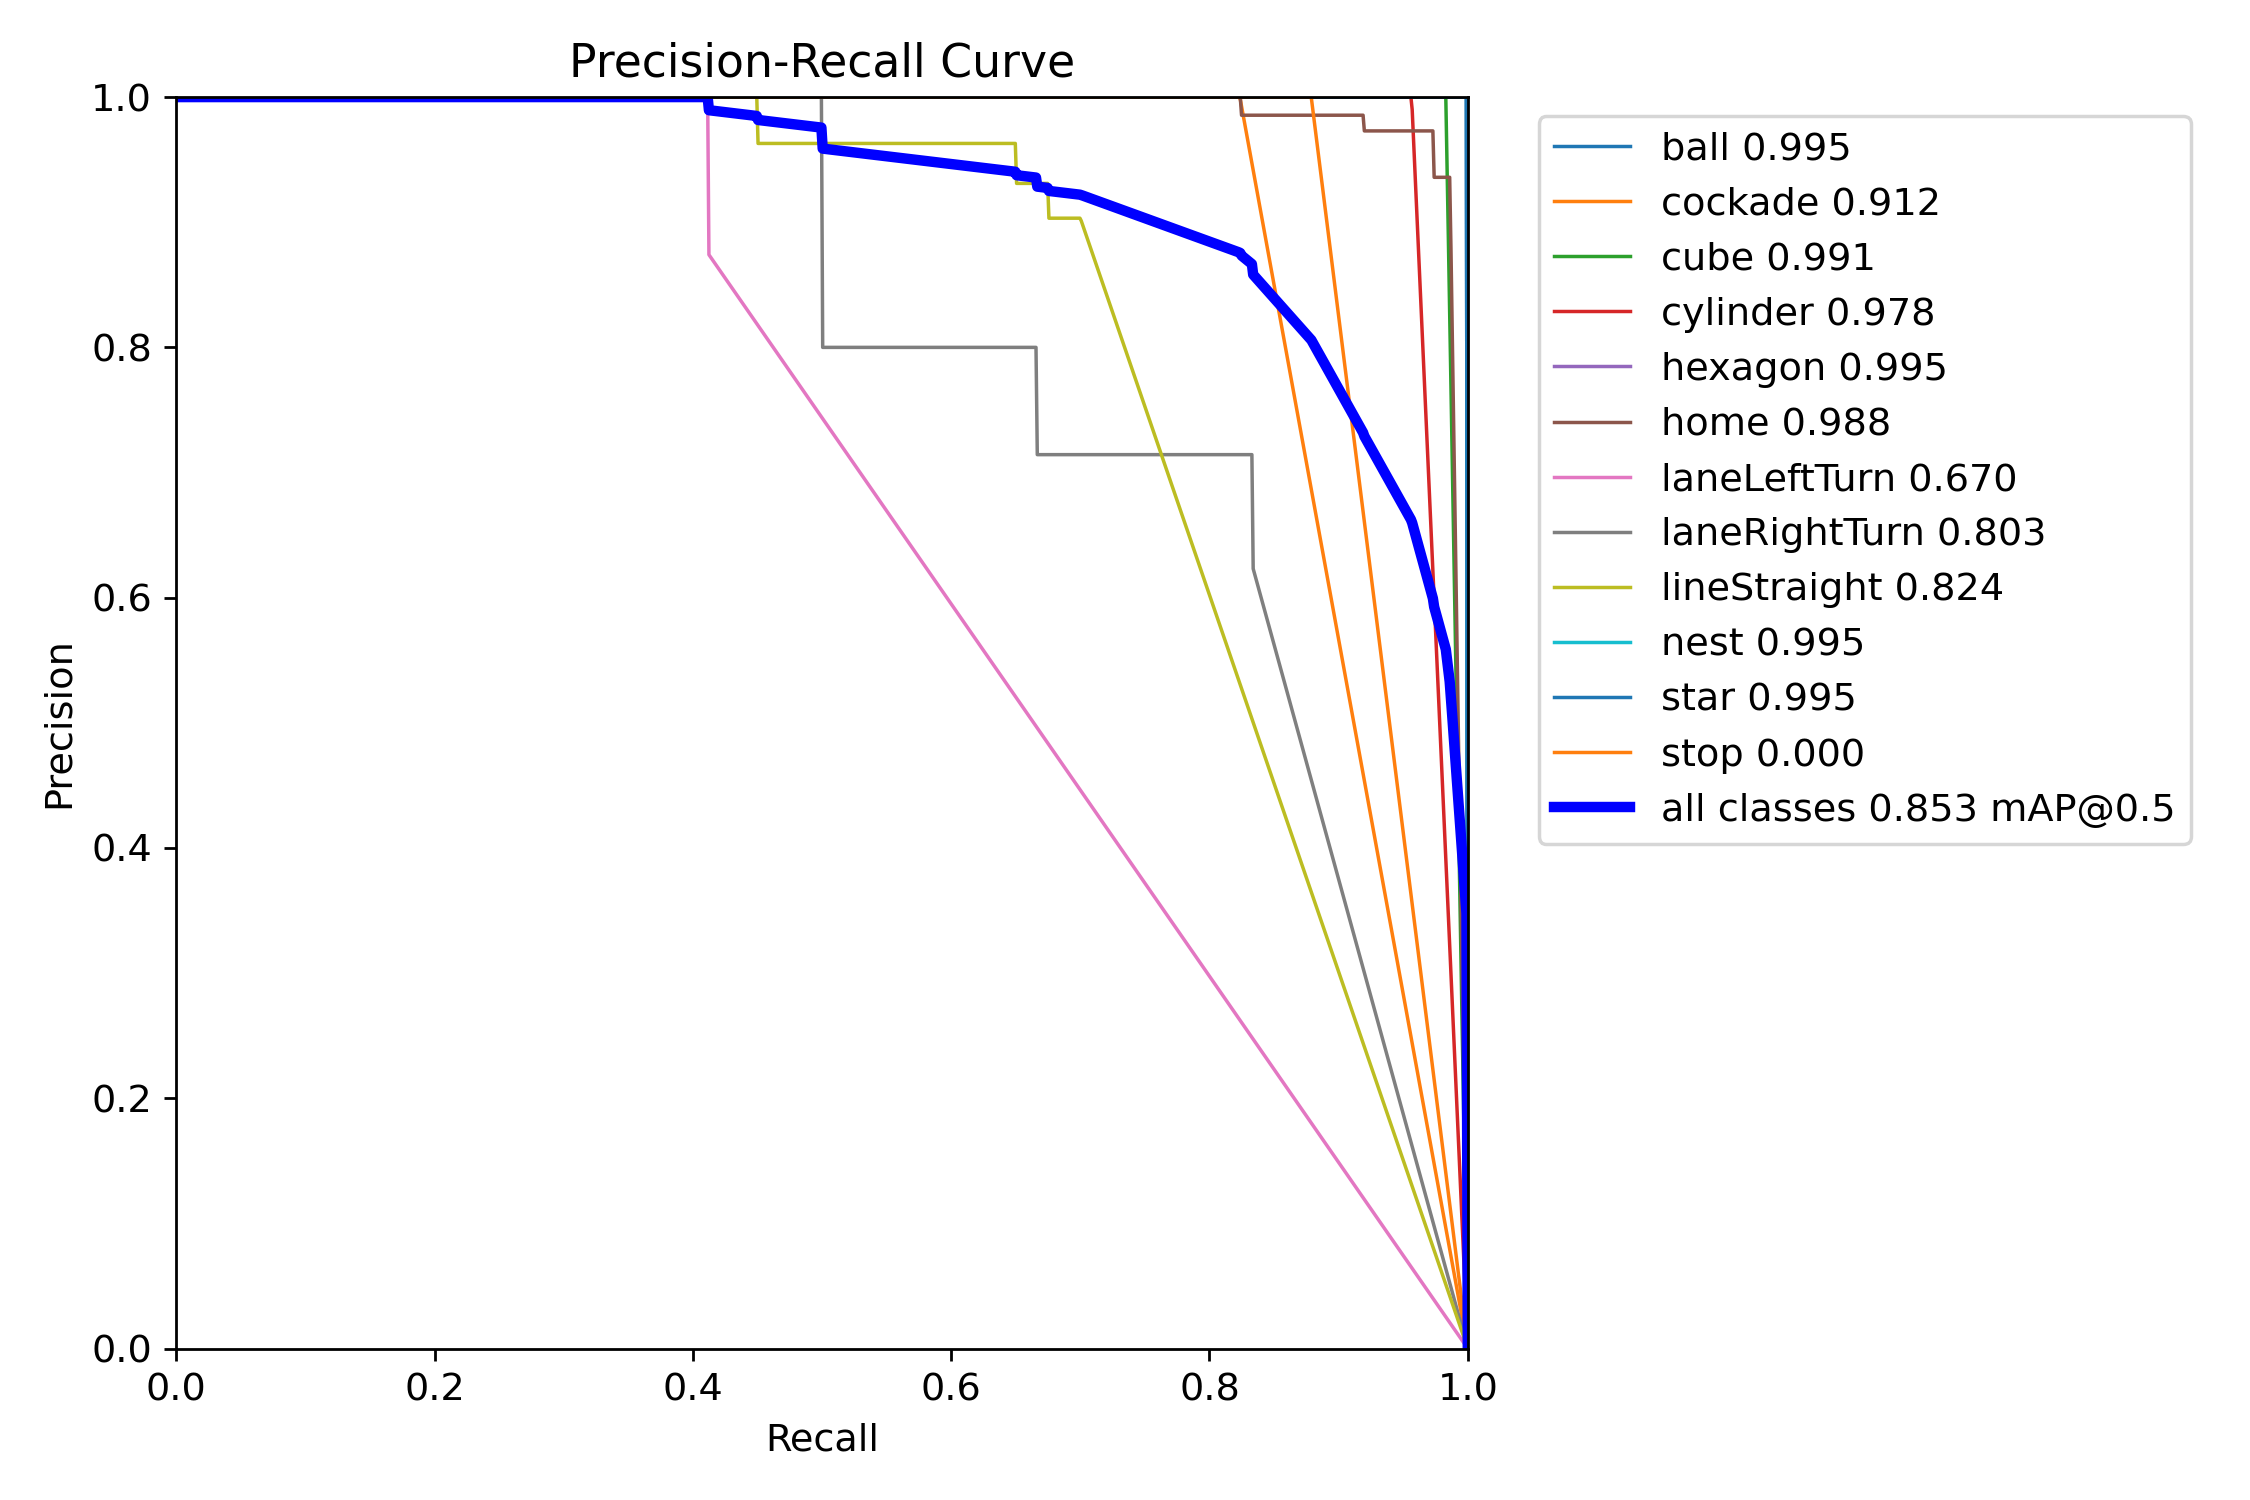 Precision-Recall Curve
1.0
0.8
0.6
0.4
0.2
0.0
Precision
0.0 0.2 0.4 0.6 0.8 1.0
Recall
ball 0.995
cockade 0.912
cube 0.991
cylinder 0.978
hexagon 0.995
home 0.988
laneLeftTurn 0.670
laneRightTurn 0.803
lineStraight 0.824
nest 0.995
star 0.995
stop 0.000
all classes 0.853 mAP@0.5